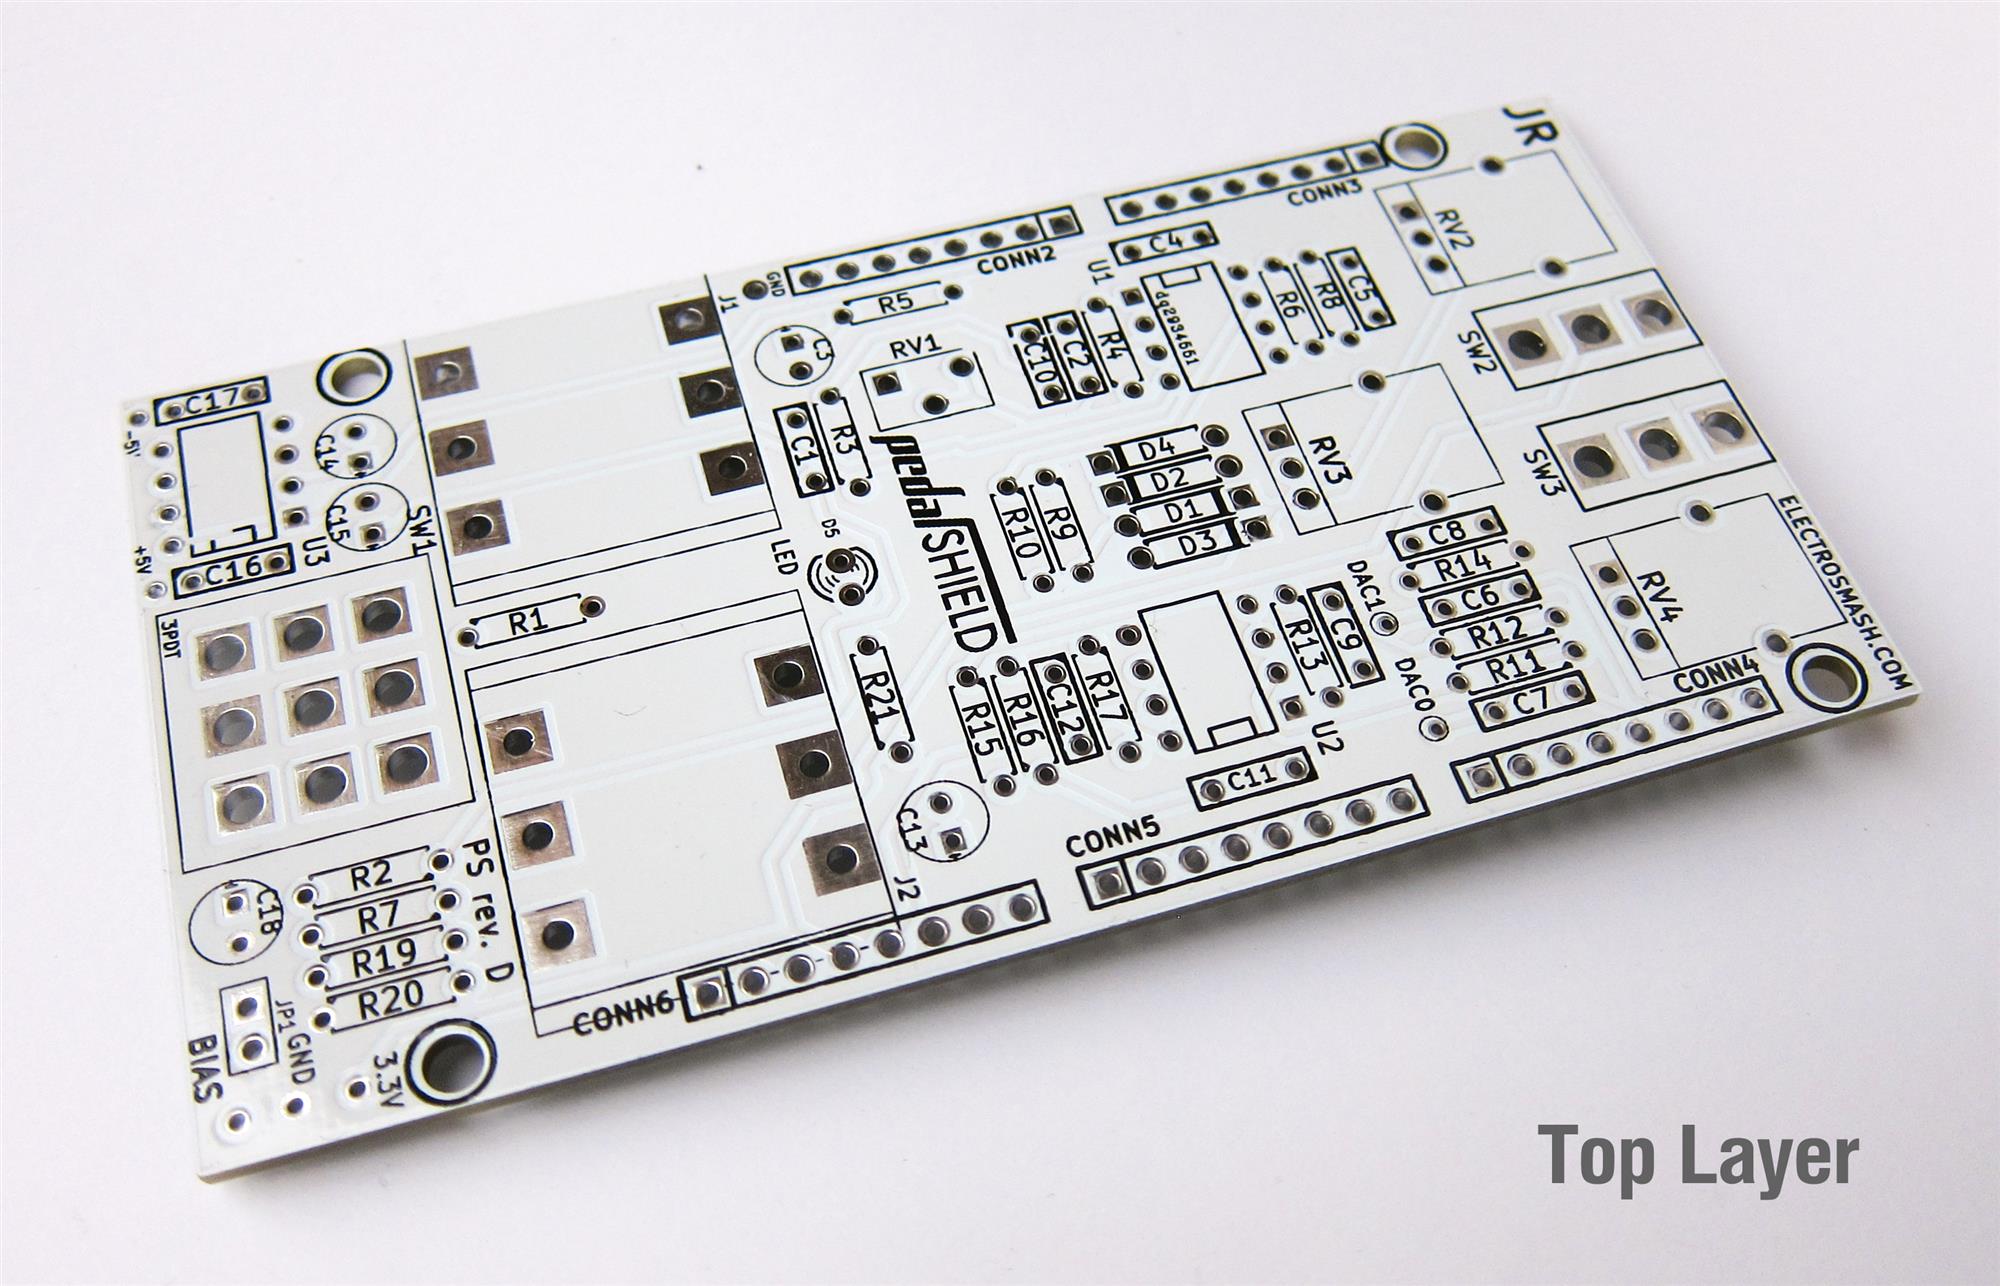 JR
CONN3
RV2
CONN2
C4
GND
J1
U1
dq2934661
R5
R6
R8
C5
SW2
C3
RV1
C10
C2
R4
C17
-5V
C14
C15
SW1
U3
+5V
C16
C1
R3
pedalSHIELD
D4
D2
D1
D3
RV3
SW3
R10
R9
D5
LED
C8
R14
C6
R12
R11
C7
DAC1
DAC0
RV4
ELECTROSMASH.COM
CONN4
3PDT
R1
R21
R15
R16
C12
R17
R13
C9
U2
C11
C13
CONN5
J2
PS rev. D
R2
R7
R19
R20
C18
JP1
GND
BIAS
3.3V
CONN6
Top Layer